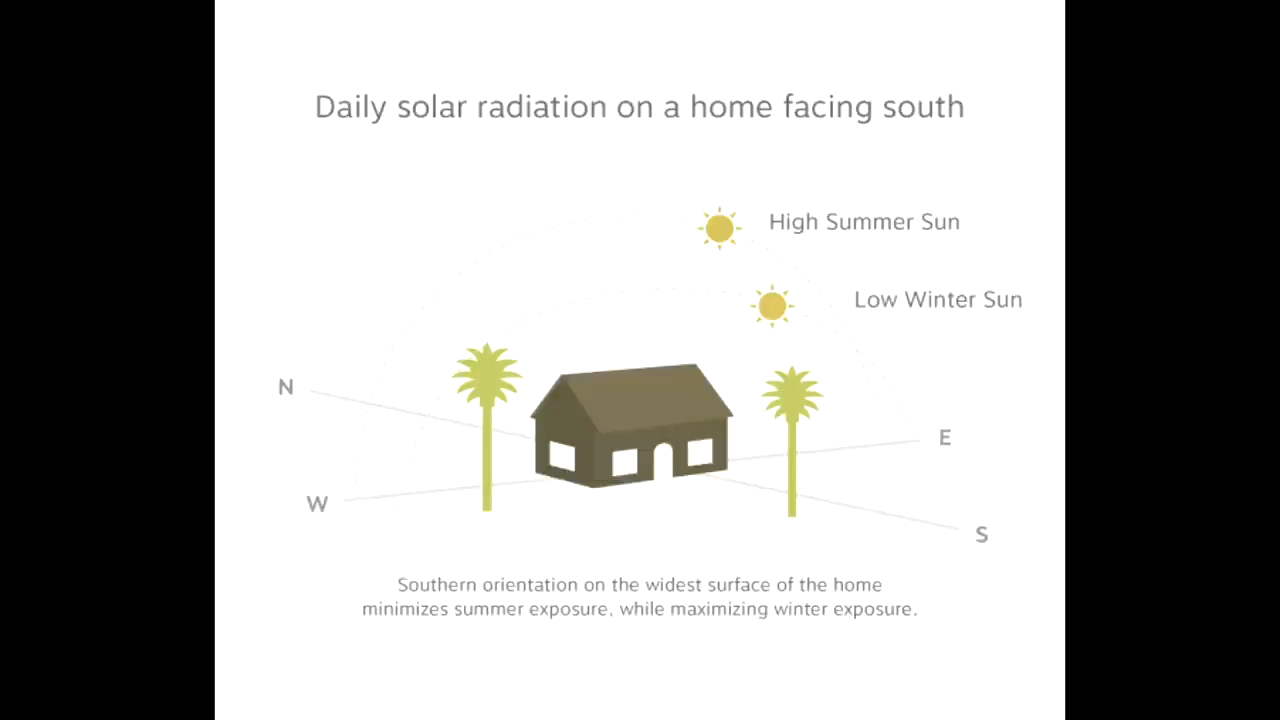 Daily solar radiation on a home facing south
High Summer Sun
Low Winter Sun
N
E
W
S
Southern orientation on the widest surface of the home
minimizes summer exposure, while maximizing winter exposure.